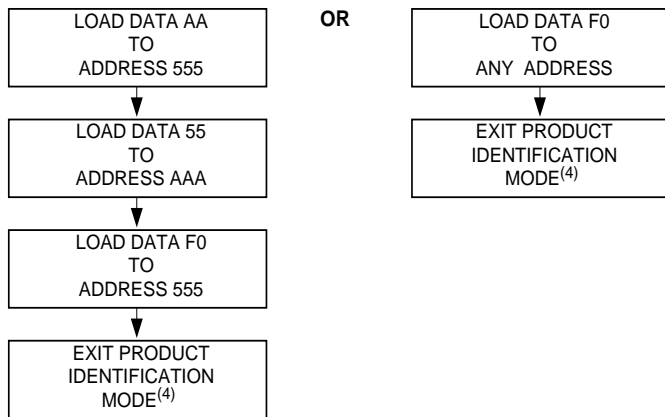 LOAD DATA AA
TO
ADDRESS 555
LOAD DATA 55
TO
ADDRESS AAA
LOAD DATA F0
TO
ADDRESS 555
EXIT PRODUCT
IDENTIFICATION
MODE(4)
OR
LOAD DATA F0
TO
ANY ADDRESS
EXIT PRODUCT
IDENTIFICATION
MODE(4)